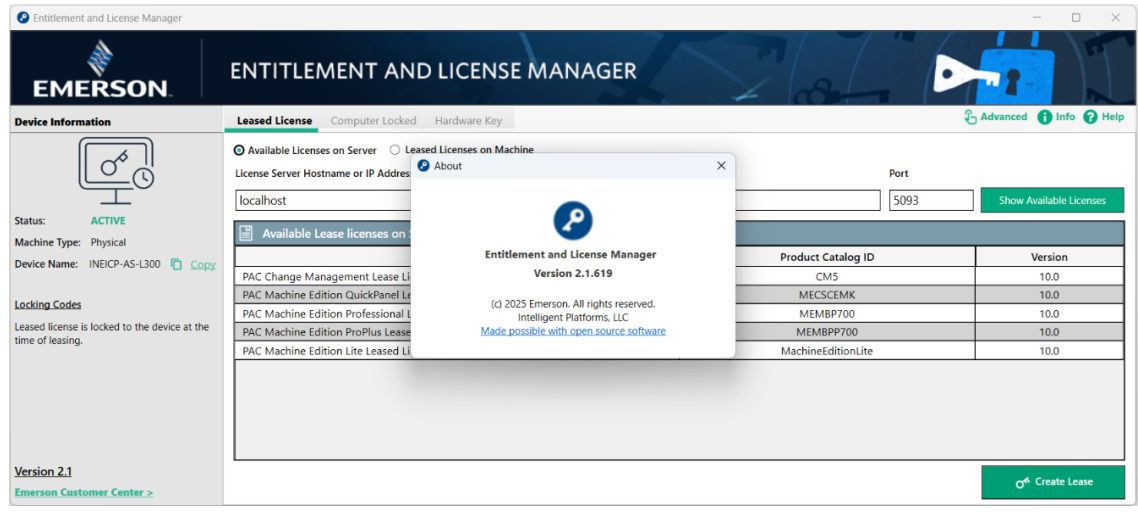 Entitlement and License Manager
EMERSON
ENTITLEMENT AND LICENSE MANAGER
Device Information
Leased License Computer Locked Hardware Key
Advanced Info Help
Available Licenses on Server Leased Licenses on Machine
License Server Hostname or IP Addres
Port
localhost
5093
Show Available Licenses
Status: ACTIVE
Machine Type: Physical
Device Name: INEICP-AS-L300 Copy
Locking Codes
Leased license is locked to the device at the
time of leasing.
Available Lease licenses on
Product Catalog ID Version
PAC Change Management Lease Li CM5 10.0
PAC Machine Edition QuickPanel Le MECSCEMK 10.0
PAC Machine Edition Professional L MEMBP700 10.0
PAC Machine Edition ProPlus Lease MEMBPP700 10.0
PAC Machine Edition Lite Leased Li MachineEditionLite 10.0
About
Entitlement and License Manager
Version 2.1.619
(c) 2025 Emerson. All rights reserved.
Intelligent Platforms, LLC
Made possible with open source software
Version 2.1
Emerson Customer Center >
Create Lease